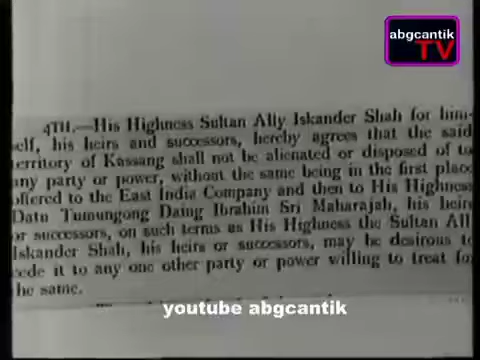 abgcantik
TV
4TH.—His Highness Sultan Ally Iskander Shah for him-
self, his heirs and successors, hereby agrees that the said
territory of Kassang shall not be alienated or disposed of to
any party or power, without the same being in the first place
offered to the East India Company and then to His Highness
Datu Tumungong Daing Ibrahim Sri Maharajah, his heirs
or successors, on such terms as His Highness the Sultan All
Iskander Shah, his heirs or successors, may be desirous to
cede it to any one other party or power willing to treat for
the same.
youtube abgcantik